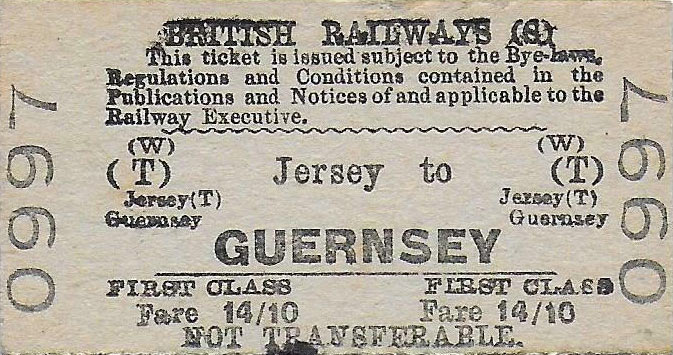 BRITISH RAILWAYS (S)
This ticket is issued subject to the Bye-laws,
Regulations and Conditions contained in the
Publications and Notices of and applicable to the
Railway Executive.
(W) (W)
(T) Jersey to (T)
Jersey(T) Jersey(T)
Guernsey Guernsey
GUERNSEY
FIRST CLASS FIRST CLASS
Fare 14/10 Fare 14/10
NOT TRANSFERABLE.
0997
0997